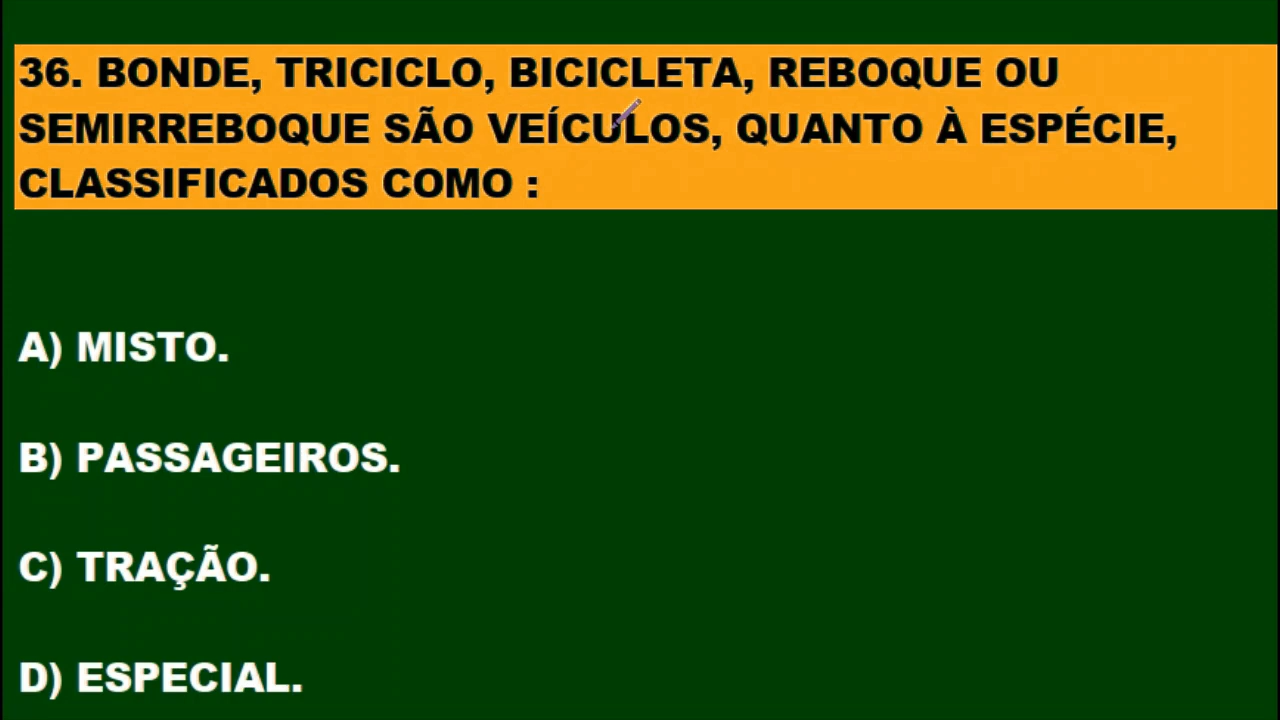 36. BONDE, TRICICLO, BICICLETA, REBOQUE OU
SEMIRREBOQUE SÃO VEÍCULOS, QUANTO À ESPÉCIE,
CLASSIFICADOS COMO :
A) MISTO.
B) PASSAGEIROS.
C) TRAÇÃO.
D) ESPECIAL.